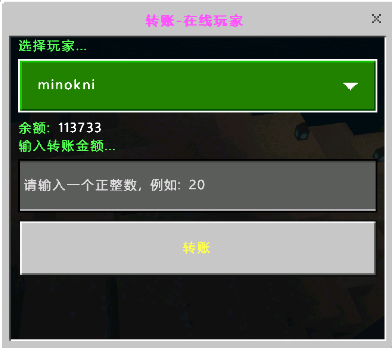 转账-在线玩家
选择玩家...
minokni
余额: 113733
输入转账金额...
请输入一个正整数，例如: 20
转账